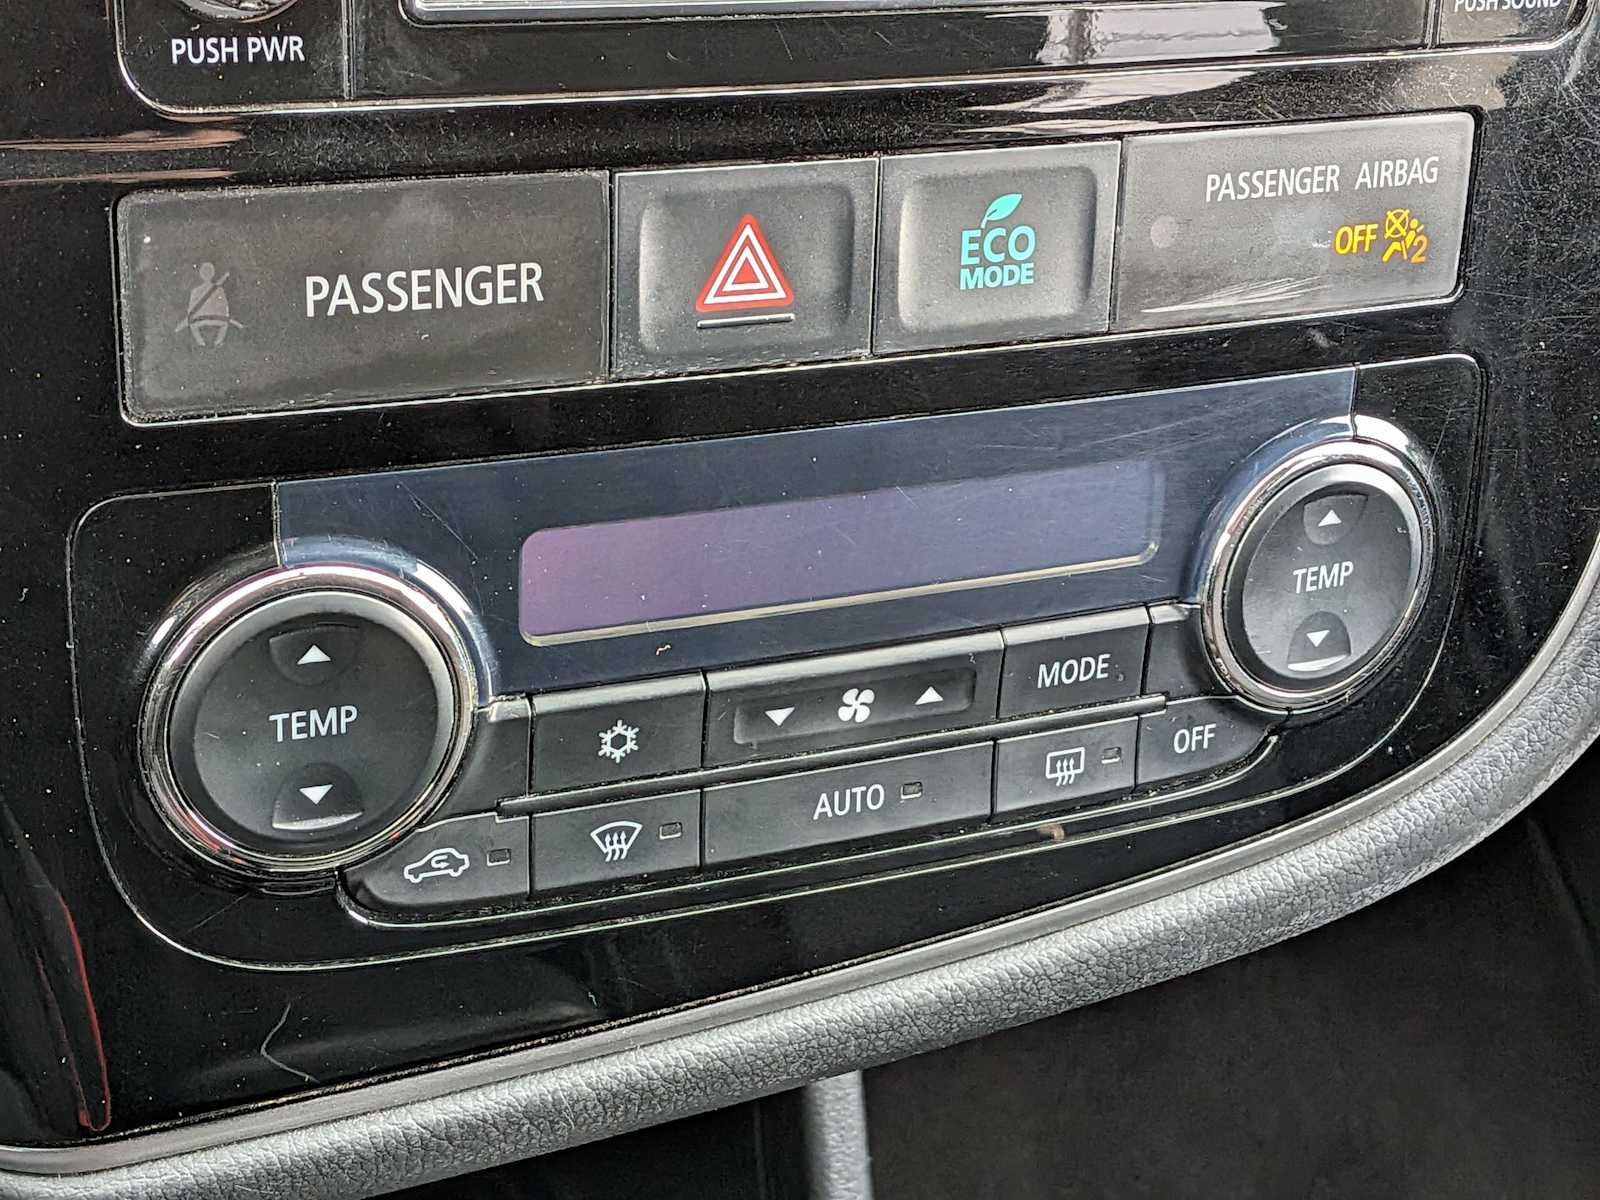 PUSH PWR
PUSH SOUND
PASSENGER
ECO
MODE
PASSENGER AIRBAG
OFF
2
TEMP
TEMP
MODE
AUTO
OFF